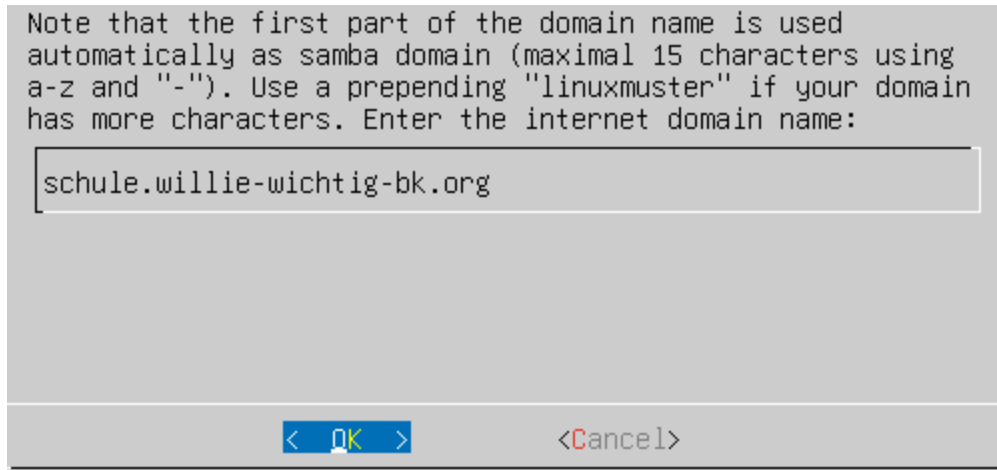 Note that the first part of the domain name is used
automatically as samba domain (maximal 15 characters using
a-z and "-"). Use a prepending "linuxmuster" if your domain
has more characters. Enter the internet domain name:
schule.willie-wichtig-bk.org
<  OK  > <Cancel>